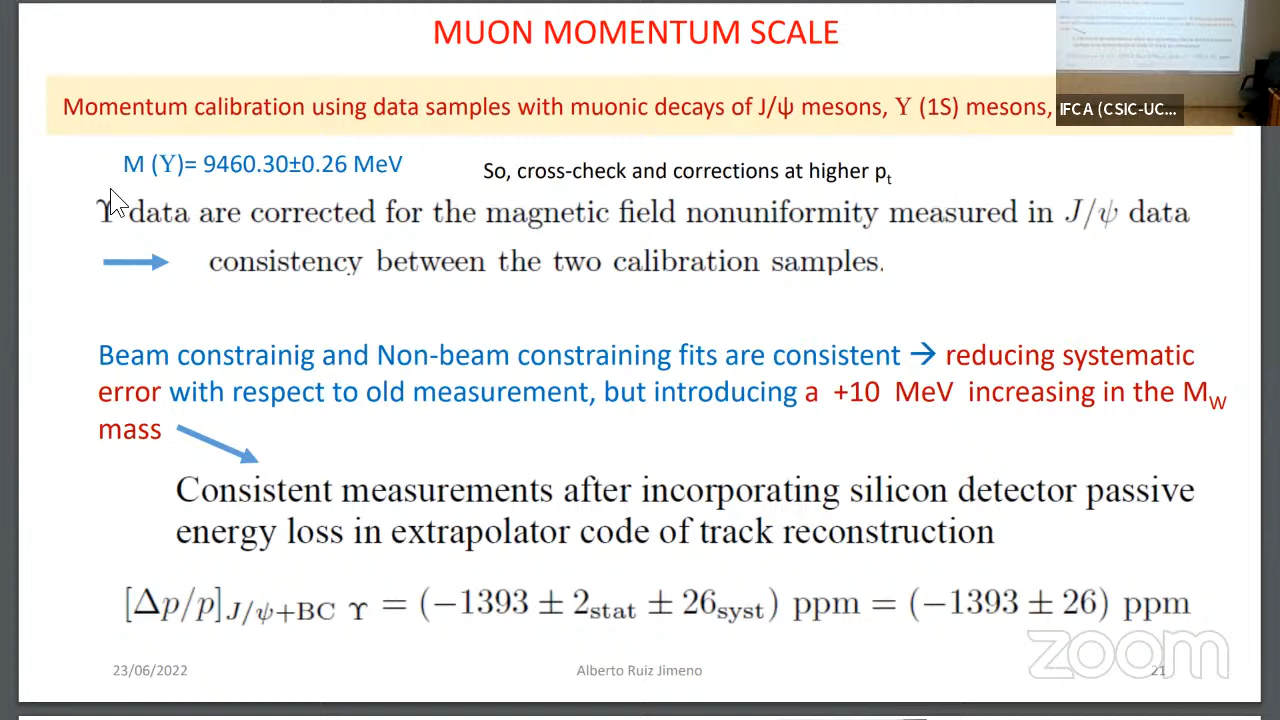 MUON MOMENTUM SCALE
Momentum calibration using data samples with muonic decays of J/ψ mesons, ϒ (1S) mesons,
IFCA (CSIC-UC...
M (ϒ)= 9460.30±0.26 MeV
So, cross-check and corrections at higher pt
ϒ data are corrected for the magnetic field nonuniformity measured in J/ψ data
consistency between the two calibration samples.
Beam constrainig and Non-beam constraining fits are consistent → reducing systematic
error with respect to old measurement, but introducing a +10 MeV increasing in the MW
mass
Consistent measurements after incorporating silicon detector passive
energy loss in extrapolator code of track reconstruction
[Δp/p]J/ψ+BC ϒ = (−1393 ± 2stat ± 26syst) ppm = (−1393 ± 26) ppm
zoom
23/06/2022
Alberto Ruiz Jimeno
21